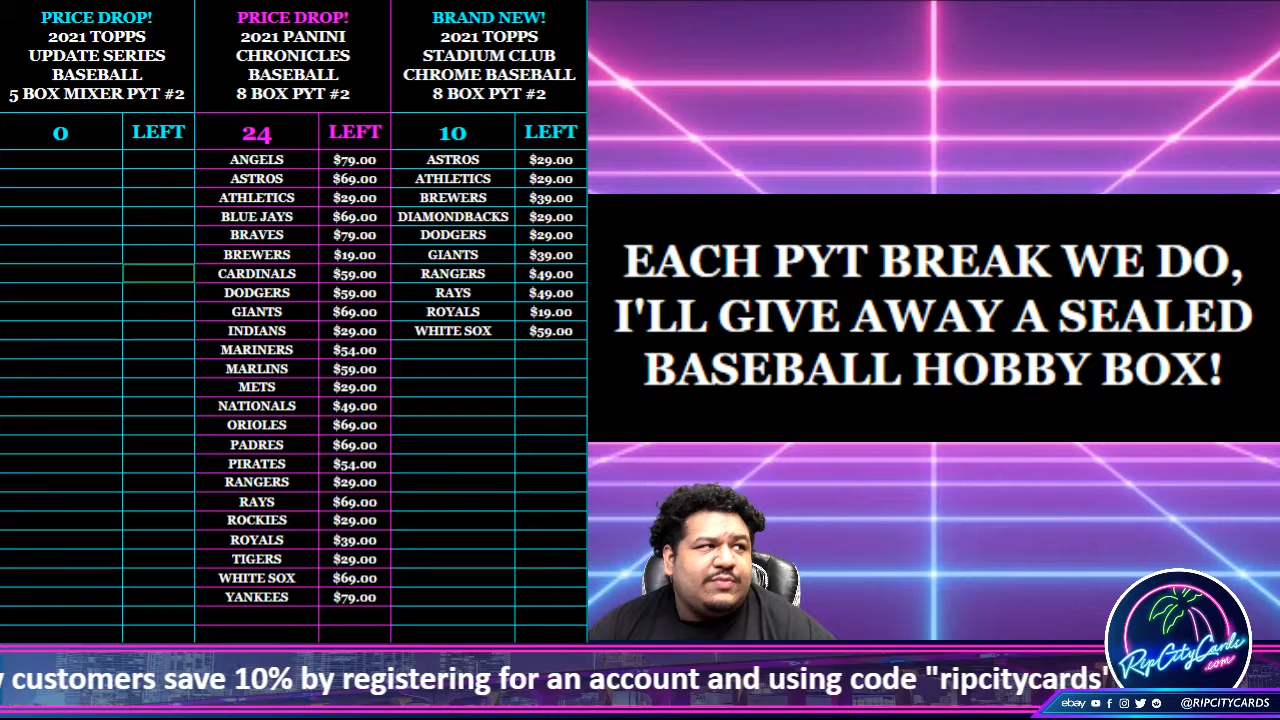 PRICE DROP!
2021 TOPPS
UPDATE SERIES
BASEBALL
5 BOX MIXER PYT #2
0 LEFT
PRICE DROP!
2021 PANINI
CHRONICLES
BASEBALL
8 BOX PYT #2
24 LEFT
ANGELS $79.00
ASTROS $69.00
ATHLETICS $29.00
BLUE JAYS $69.00
BRAVES $79.00
BREWERS $19.00
CARDINALS $59.00
DODGERS $59.00
GIANTS $69.00
INDIANS $29.00
MARINERS $54.00
MARLINS $59.00
METS $29.00
NATIONALS $49.00
ORIOLES $69.00
PADRES $69.00
PIRATES $54.00
RANGERS $29.00
RAYS $69.00
ROCKIES $29.00
ROYALS $39.00
TIGERS $29.00
WHITE SOX $69.00
YANKEES $79.00
BRAND NEW!
2021 TOPPS
STADIUM CLUB
CHROME BASEBALL
8 BOX PYT #2
10 LEFT
ASTROS $29.00
ATHLETICS $29.00
BREWERS $39.00
DIAMONDBACKS $29.00
DODGERS $29.00
GIANTS $39.00
RANGERS $49.00
RAYS $49.00
ROYALS $19.00
WHITE SOX $59.00
EACH PYT BREAK WE DO,
I'LL GIVE AWAY A SEALED
BASEBALL HOBBY BOX!
customers save 10% by registering for an account and using code "ripcitycards"
RipCityCards
.com
ebay @RIPCITYCARDS